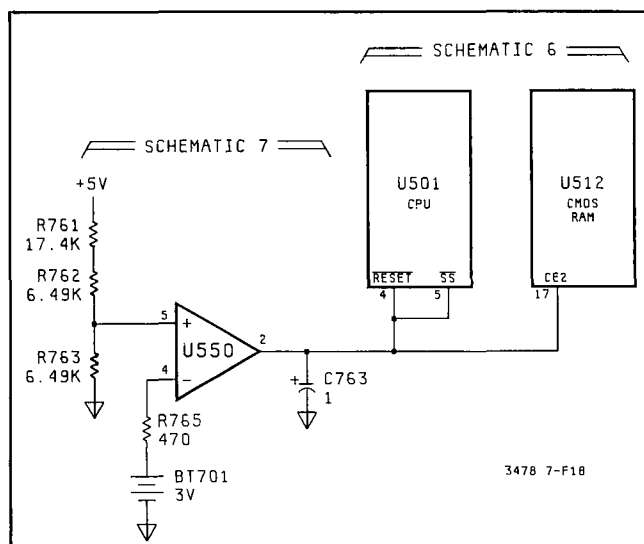 SCHEMATIC 6
SCHEMATIC 7
+5V
R761
17.4K
R762
6.49K
R763
6.49K
5
+
4
−
U550
2
R765
470
BT701
3V
+
C763
1
U501
CPU
RESET
4
SS
5
U512
CMOS
RAM
CE2
17
3478 7-F18